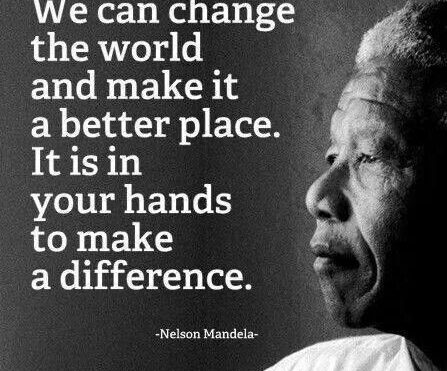 We can change
the world
and make it
a better place.
It is in
your hands
to make
a difference.
-Nelson Mandela-